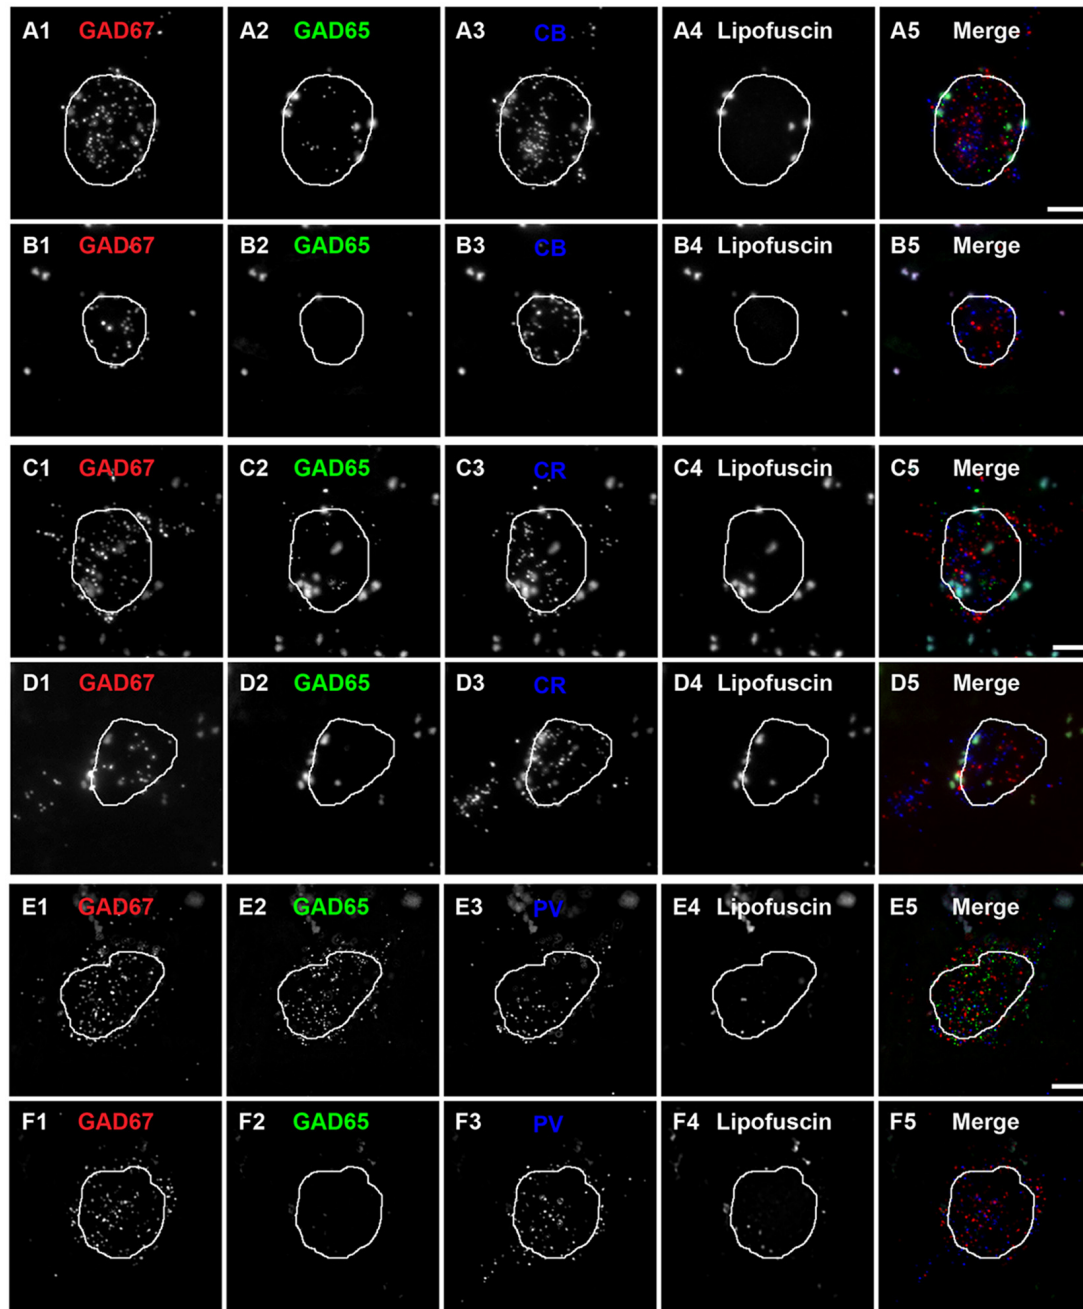 A1 GAD67 A2 GAD65 A3 CB A4 Lipofuscin A5 Merge
B1 GAD67 B2 GAD65 B3 CB B4 Lipofuscin B5 Merge
C1 GAD67 C2 GAD65 C3 CR C4 Lipofuscin C5 Merge
D1 GAD67 D2 GAD65 D3 CR D4 Lipofuscin D5 Merge
E1 GAD67 E2 GAD65 E3 PV E4 Lipofuscin E5 Merge
F1 GAD67 F2 GAD65 F3 PV F4 Lipofuscin F5 Merge